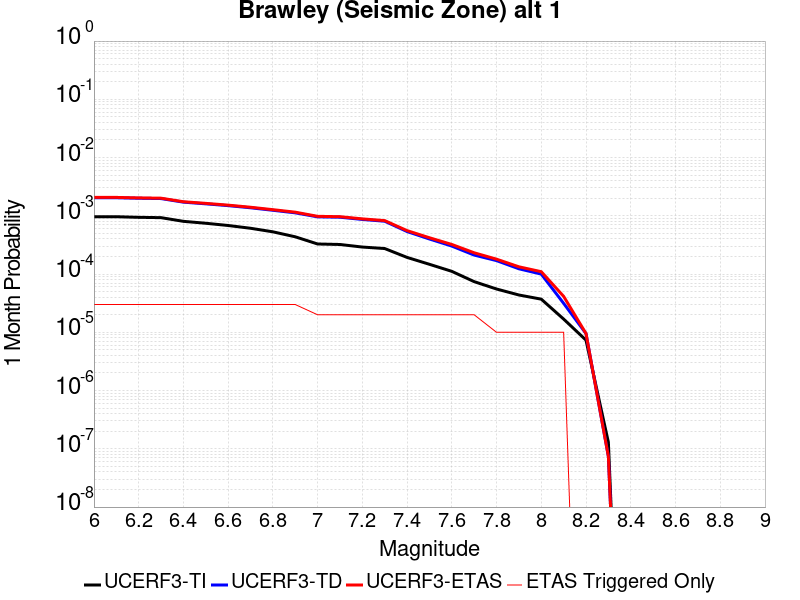 Brawley (Seismic Zone) alt 1
10^0
10^-1
10^-2
10^-3
10^-4
10^-5
10^-6
10^-7
10^-8
1 Month Probability
6 6.2 6.4 6.6 6.8 7 7.2 7.4 7.6 7.8 8 8.2 8.4 8.6 8.8 9
Magnitude
UCERF3-TI UCERF3-TD UCERF3-ETAS ETAS Triggered Only